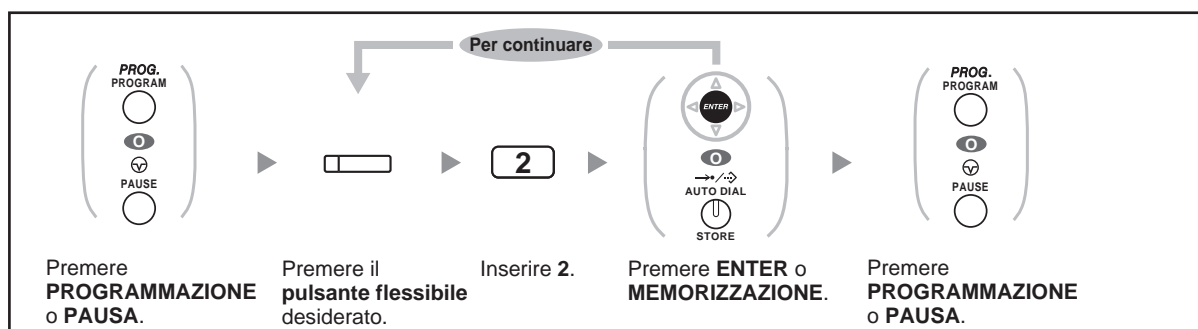 Per continuare
PROG.
PROGRAM
O
PAUSE
2
ENTER
O
AUTO DIAL
STORE
PROG.
PROGRAM
O
PAUSE
Premere
PROGRAMMAZIONE
o PAUSA.
Premere il
pulsante flessibile
desiderato.
Inserire 2.
Premere ENTER o
MEMORIZZAZIONE.
Premere
PROGRAMMAZIONE
o PAUSA.